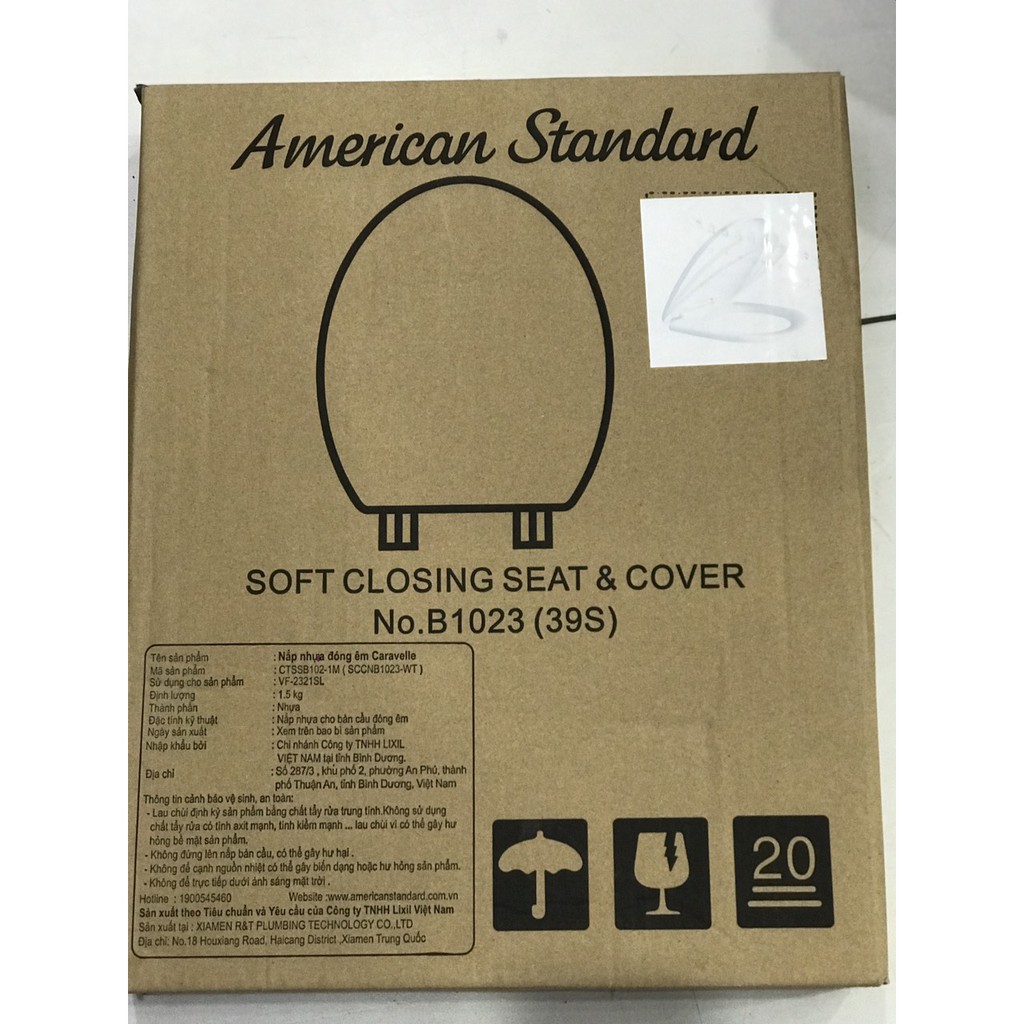 American Standard
SOFT CLOSING SEAT & COVER
No.B1023 (39S)
Tên sản phẩm : Nắp nhựa đóng êm Caravelle
Mã sản phẩm : CTSSB102-1M ( SCCNB1023-WT )
Sử dụng cho sản phẩm : VF-2321SL
Định lượng : 1.5 kg
Thành phần : Nhựa
Đặc tính kỹ thuật : Nắp nhựa cho bàn cầu đóng êm
Ngày sản xuất : Xem trên bao bì sản phẩm
Nhập khẩu bởi : Chi nhánh Công ty TNHH LIXIL
VIỆT NAM tại tỉnh Bình Dương.
Địa chỉ : Số 287/3 , khu phố 2, phường An Phú, thành
phố Thuận An, tỉnh Bình Dương, Việt Nam
Thông tin cảnh báo vệ sinh, an toàn:
- Lau chùi định kỳ sản phẩm bằng chất tẩy rửa trung tính.Không sử dụng
chất tẩy rửa có tính axit mạnh, tính kiềm mạnh ... lau chùi vì có thể gây hư
hỏng bề mặt sản phẩm.
- Không đứng lên nắp bàn cầu, có thể gây hư hại .
- Không để cạnh nguồn nhiệt có thể gây biến dạng hoặc hư hỏng sản phẩm.
- Không để trực tiếp dưới ánh sáng mặt trời .
Hotline : 1900545460 Website :www.americanstandard.com.vn
Sản xuất theo Tiêu chuẩn và Yêu cầu của Công ty TNHH Lixil Việt Nam
Sản xuất tại : XIAMEN R&T PLUMBING TECHNOLOGY CO.,LTD
Địa chỉ: No.18 Houxiang Road, Haicang District ,Xiamen Trung Quốc
20